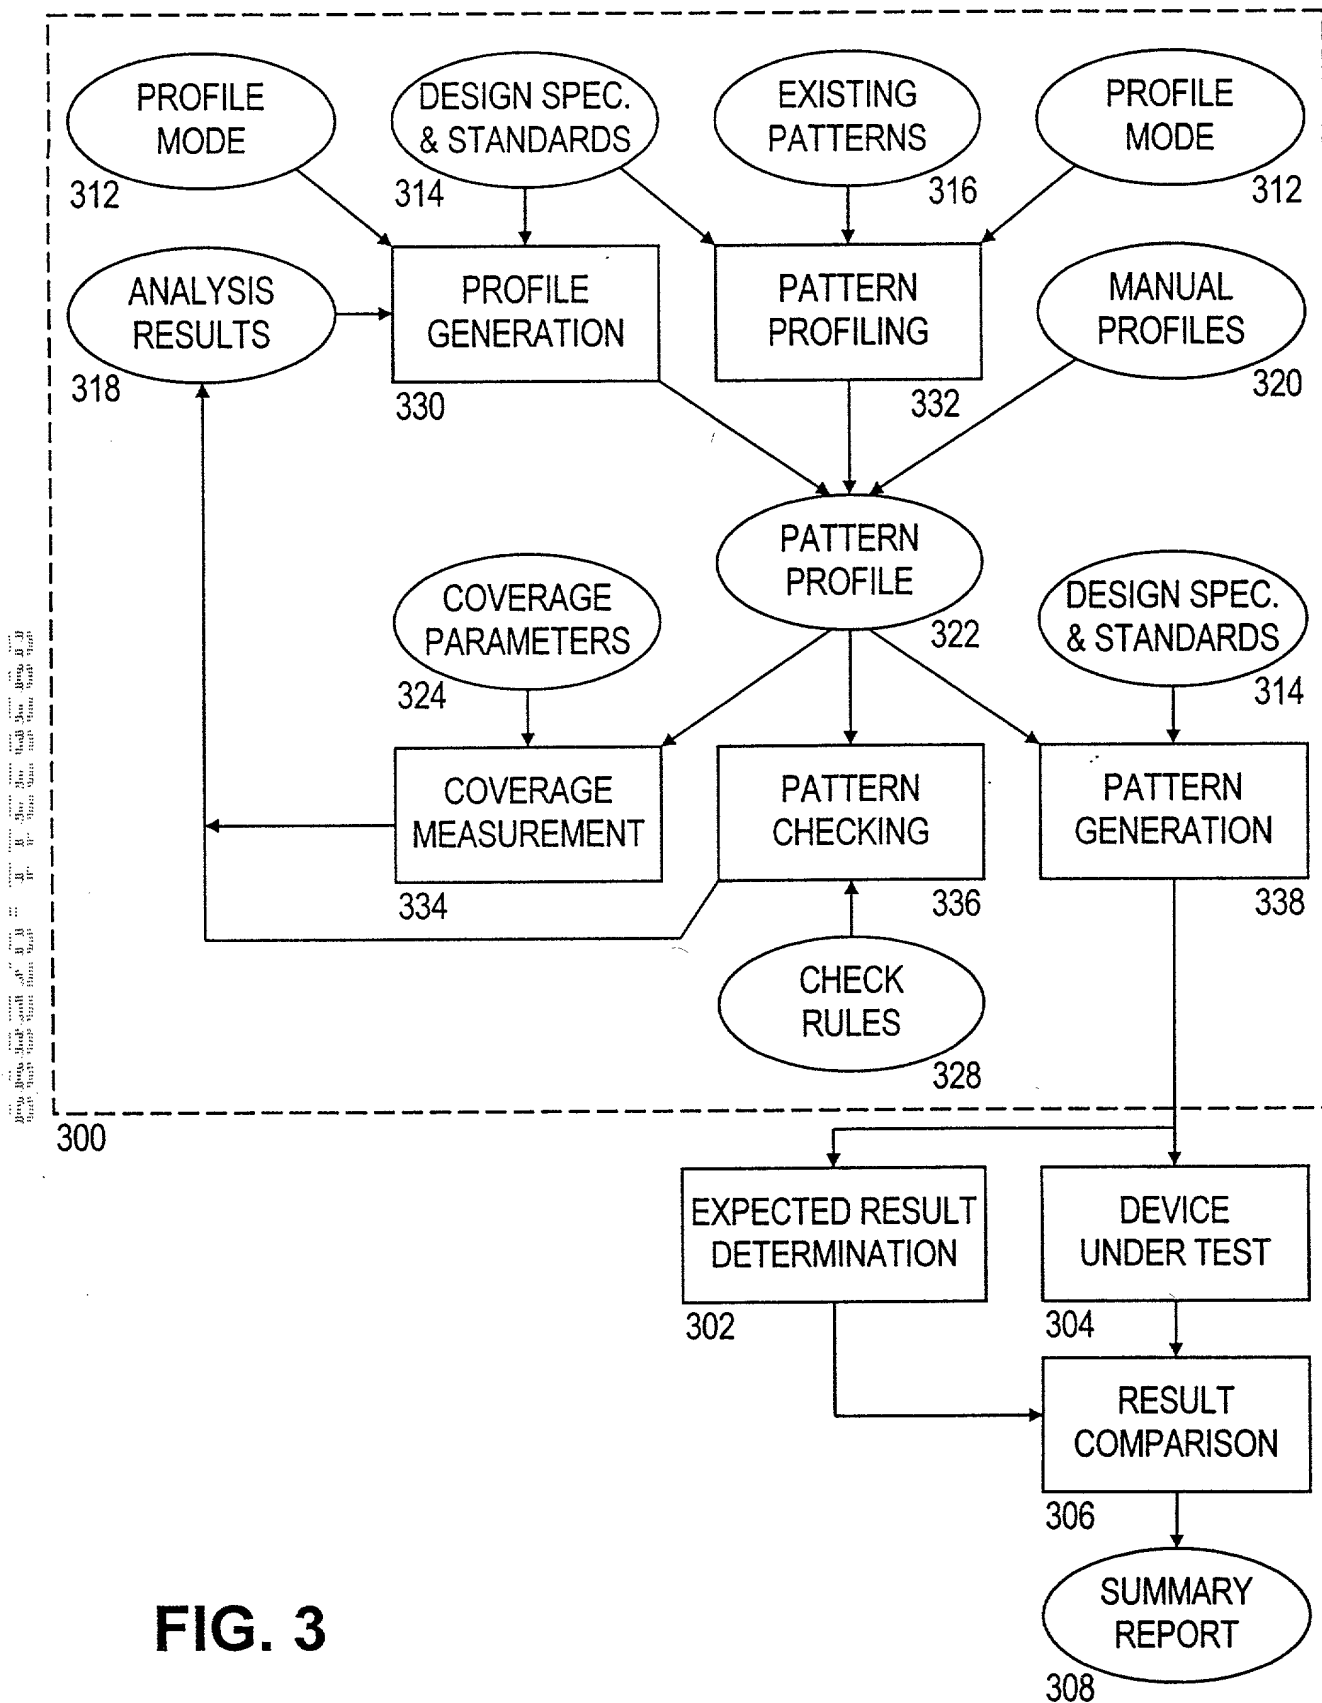 PROFILE
MODE
312
DESIGN SPEC.
& STANDARDS
314
EXISTING
PATTERNS
316
PROFILE
MODE
312
ANALYSIS
RESULTS
318
PROFILE
GENERATION
330
PATTERN
PROFILING
332
MANUAL
PROFILES
320
PATTERN
PROFILE
322
COVERAGE
PARAMETERS
324
DESIGN SPEC.
& STANDARDS
314
COVERAGE
MEASUREMENT
334
PATTERN
CHECKING
336
PATTERN
GENERATION
338
CHECK
RULES
328
300
EXPECTED RESULT
DETERMINATION
302
DEVICE
UNDER TEST
304
RESULT
COMPARISON
306
SUMMARY
REPORT
308
FIG. 3